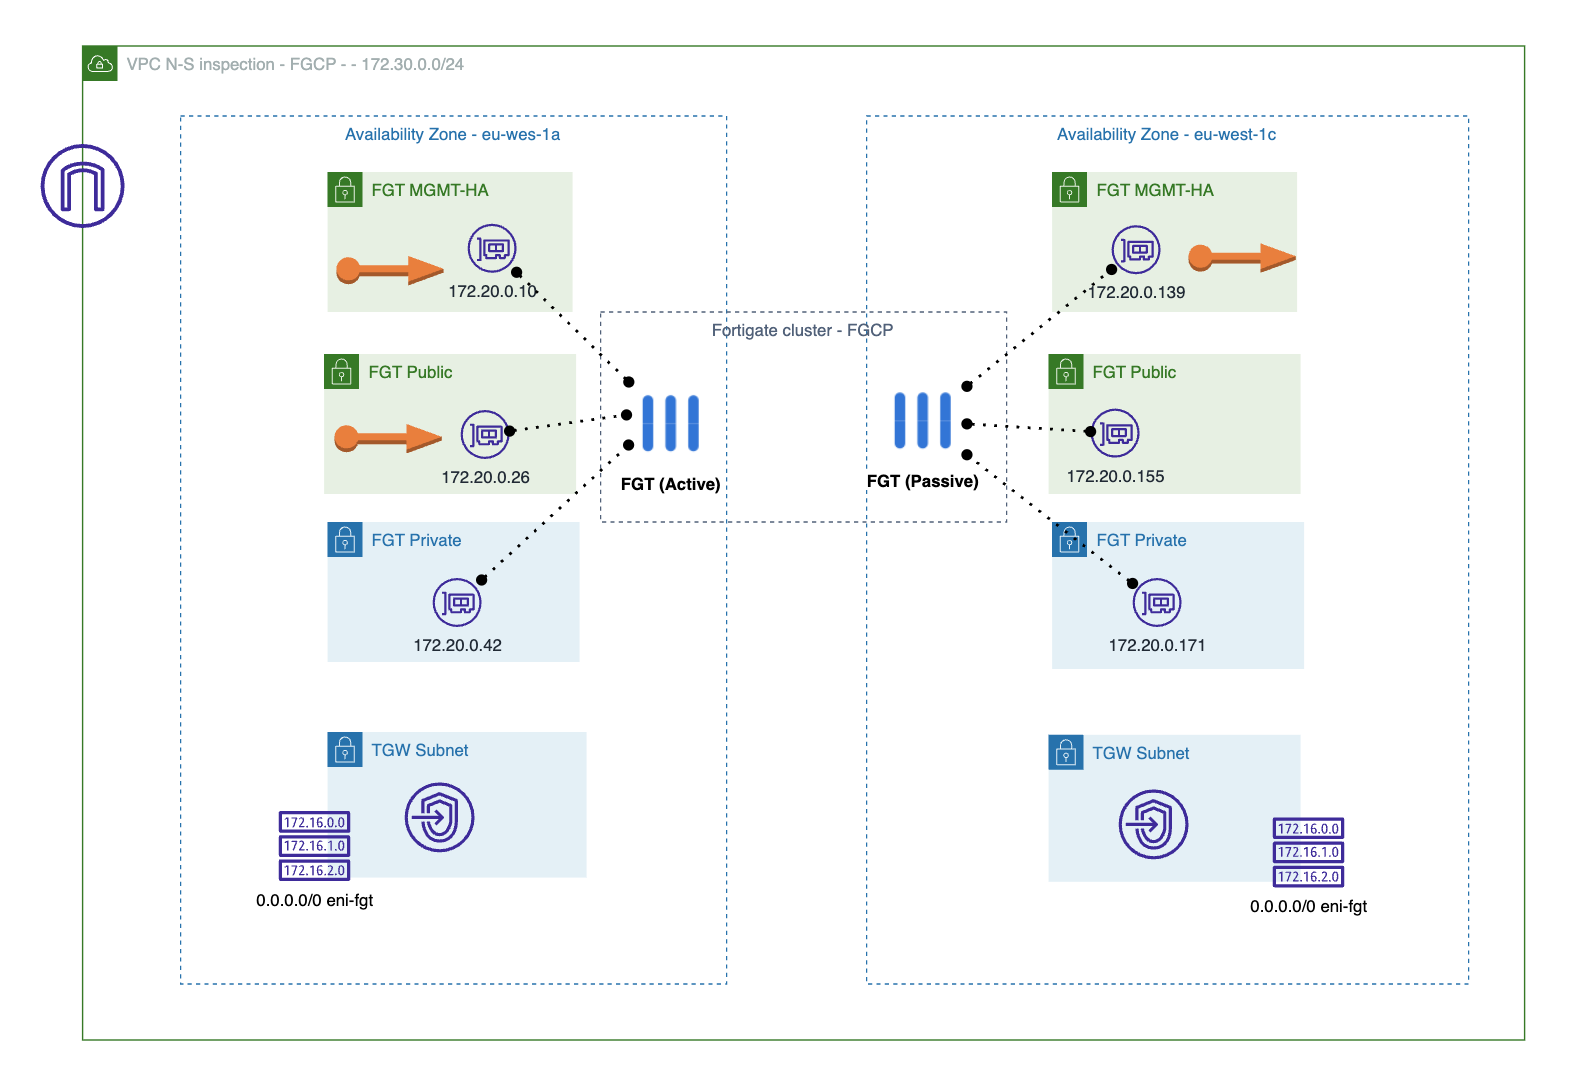 VPC N-S inspection - FGCP - - 172.30.0.0/24
Availability Zone - eu-wes-1a
FGT MGMT-HA
172.20.0.10
FGT Public
172.20.0.26
FGT Private
172.20.0.42
TGW Subnet
172.16.0.0
172.16.1.0
172.16.2.0
0.0.0.0/0 eni-fgt
Fortigate cluster - FGCP
FGT (Active)
FGT (Passive)
Availability Zone - eu-west-1c
FGT MGMT-HA
172.20.0.139
FGT Public
172.20.0.155
FGT Private
172.20.0.171
TGW Subnet
172.16.0.0
172.16.1.0
172.16.2.0
0.0.0.0/0 eni-fgt